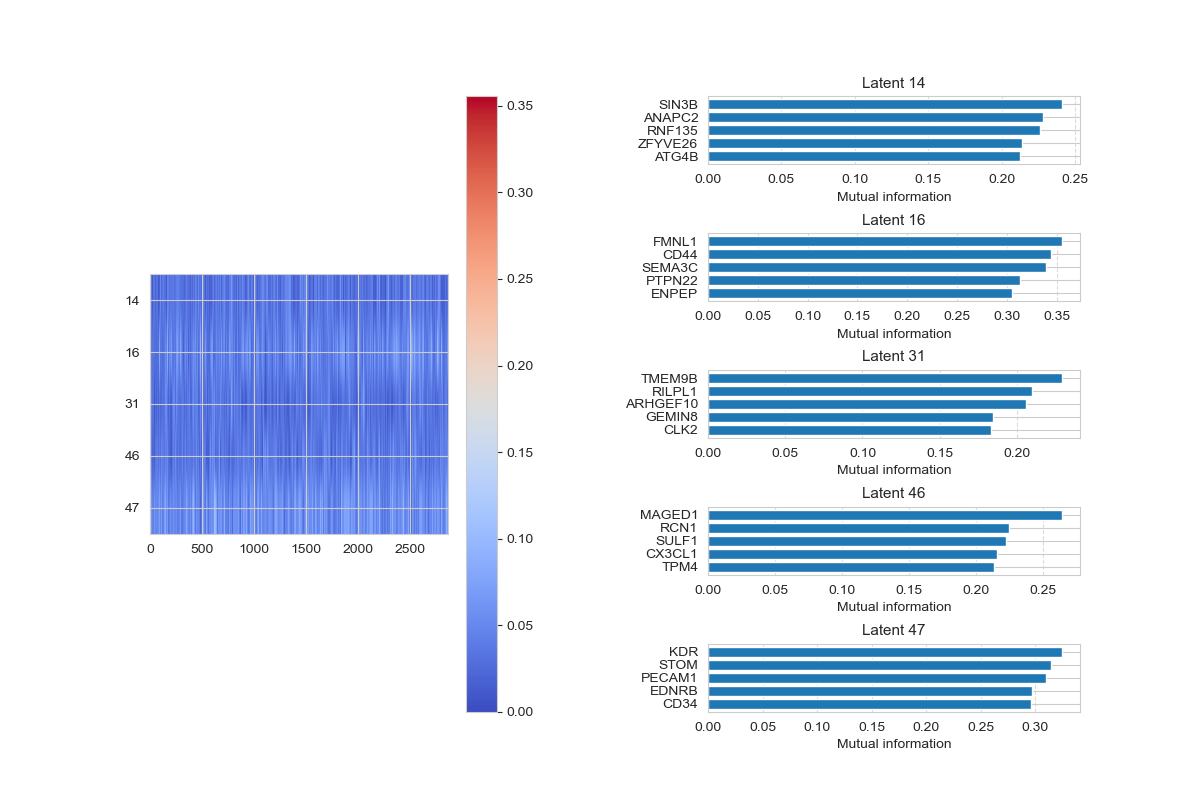 14
16
31
46
47
0 500 1000 1500 2000 2500
0.35
0.30
0.25
0.20
0.15
0.10
0.05
0.00
Latent 14
SIN3B
ANAPC2
RNF135
ZFYVE26
ATG4B
0.00 0.05 0.10 0.15 0.20 0.25
Mutual information
Latent 16
FMNL1
CD44
SEMA3C
PTPN22
ENPEP
0.00 0.05 0.10 0.15 0.20 0.25 0.30 0.35
Mutual information
Latent 31
TMEM9B
RILPL1
ARHGEF10
GEMIN8
CLK2
0.00 0.05 0.10 0.15 0.20
Mutual information
Latent 46
MAGED1
RCN1
SULF1
CX3CL1
TPM4
0.00 0.05 0.10 0.15 0.20 0.25
Mutual information
Latent 47
KDR
STOM
PECAM1
EDNRB
CD34
0.00 0.05 0.10 0.15 0.20 0.25 0.30
Mutual information